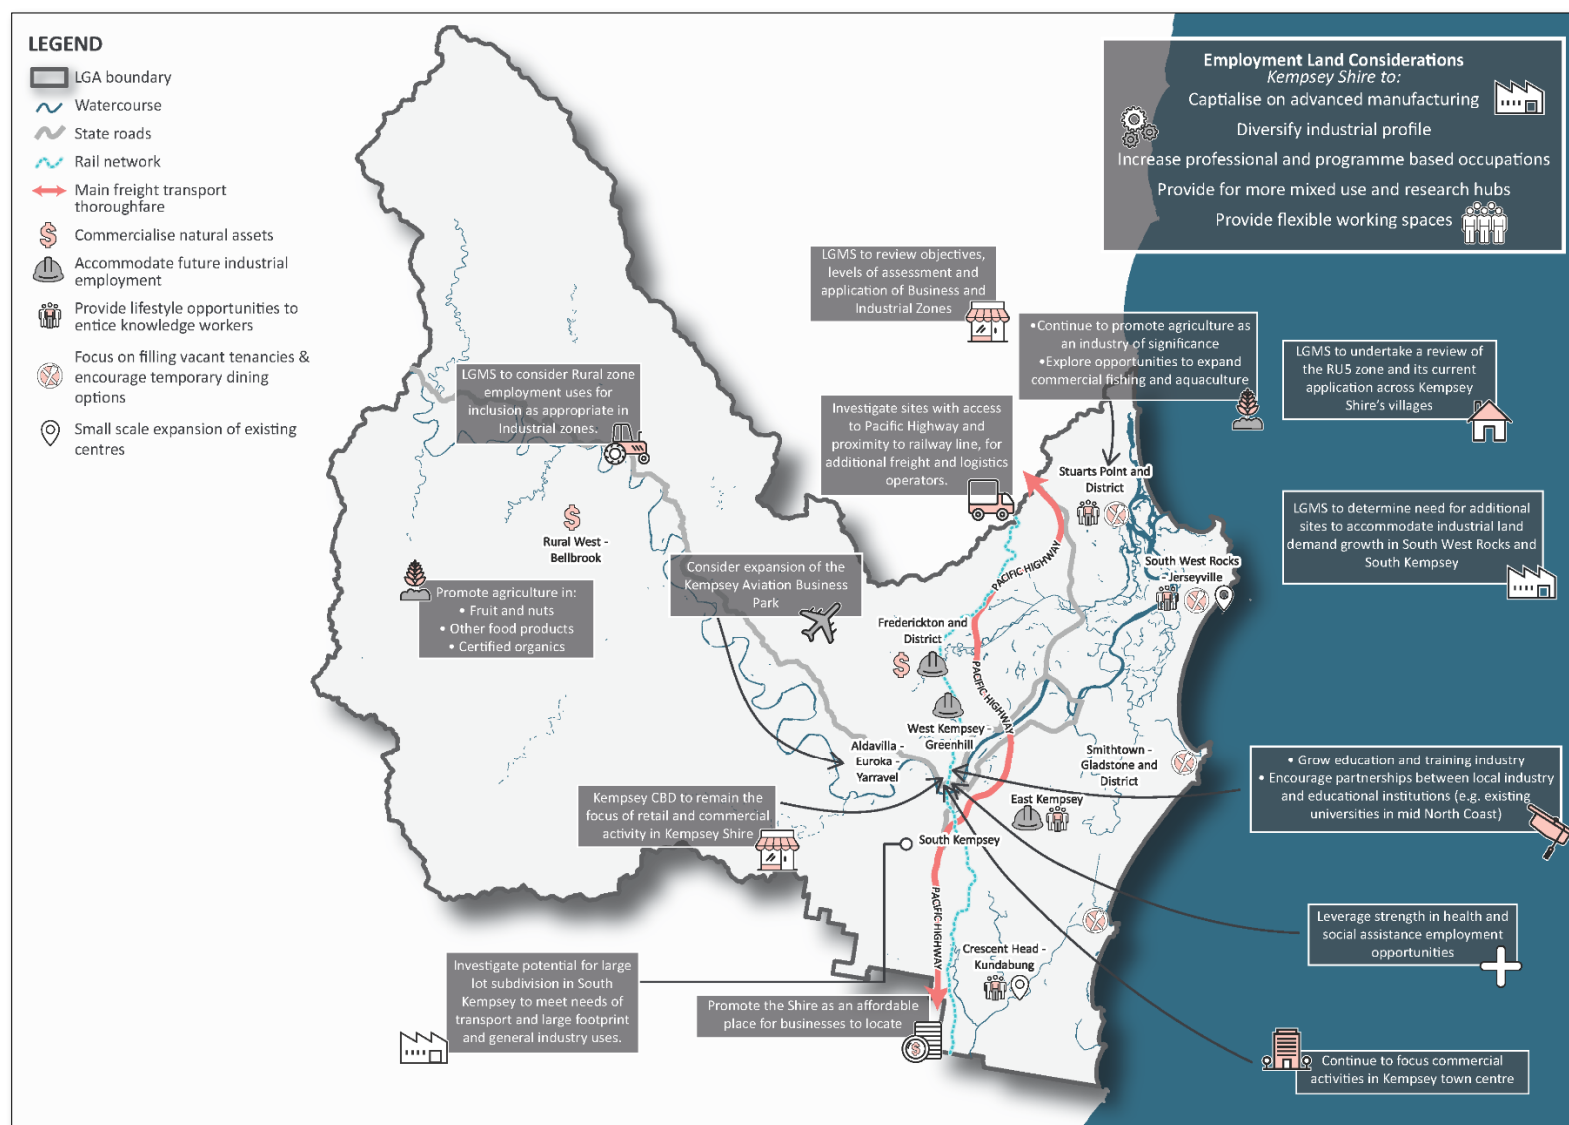 LEGEND
LGA boundary
Watercourse
State roads
Rail network
Main freight transport
thoroughfare
Commercialise natural assets
Accommodate future industrial
employment
Provide lifestyle opportunities to
entice knowledge workers
Focus on filling vacant tenancies &
encourage temporary dining
options
Small scale expansion of existing
centres
Employment Land Considerations
Kempsey Shire to:
Captialise on advanced manufacturing
Diversify industrial profile
Increase professional and programme based occupations
Provide for more mixed use and research hubs
Provide flexible working spaces
LGMS to review objectives,
levels of assessment and
application of Business and
Industrial Zones
•Continue to promote agriculture as
an industry of significance
•Explore opportunities to expand
commercial fishing and aquaculture
LGMS to undertake a review of
the RU5 zone and its current
application across Kempsey
Shire's villages
LGMS to consider Rural zone
employment uses for
inclusion as appropriate in
Industrial zones.
Investigate sites with access
to Pacific Highway and
proximity to railway line, for
additional freight and logistics
operators.
Stuarts Point and
District
LGMS to determine need for additional
sites to accommodate industrial land
demand growth in South West Rocks and
South Kempsey
$
Rural West -
Bellbrook
South West Rocks
- Jerseyville
PACIFIC HIGHWAY
Consider expansion of the
Kempsey Aviation Business
Park
Promote agriculture in:
• Fruit and nuts
• Other food products
• Certified organics
Frederickton and
District
$
PACIFIC HIGHWAY
West Kempsey -
Greenhill
Aldavilla -
Euroka -
Yarravel
Smithtown -
Gladstone and
District
• Grow education and training industry
• Encourage partnerships between local industry
and educational institutions (e.g. existing
universities in mid North Coast)
Kempsey CBD to remain the
focus of retail and commercial
activity in Kempsey Shire
East Kempsey
South Kempsey
PACIFIC HIGHWAY
Leverage strength in health and
social assistance employment
opportunities
Crescent Head -
Kundabung
Investigate potential for large
lot subdivision in South
Kempsey to meet needs of
transport and large footprint
and general industry uses.
Promote the Shire as an affordable
place for businesses to locate
$
Continue to focus commercial
activities in Kempsey town centre